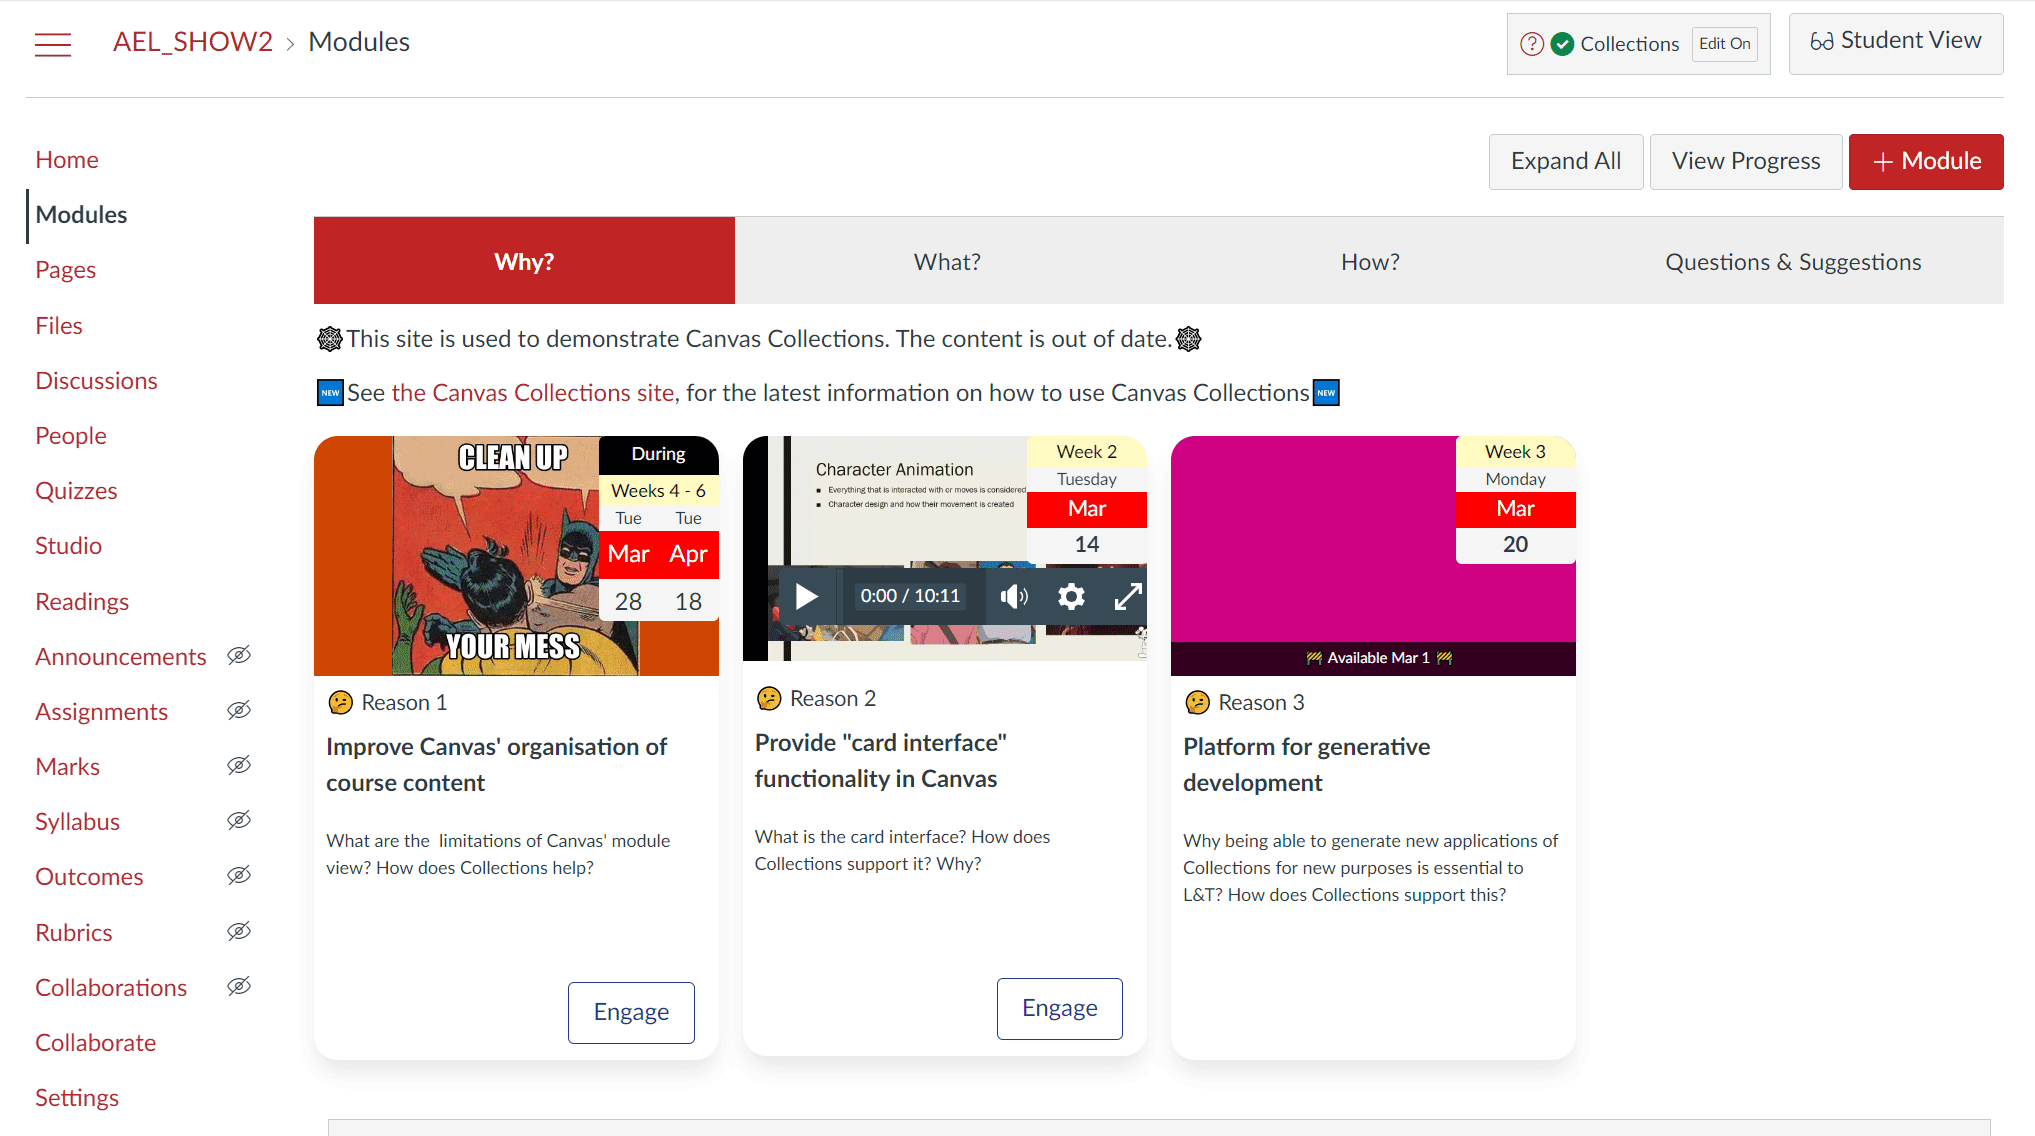 AEL_SHOW2 > Modules
Collections Edit On
Student View
Home
Modules
Pages
Files
Discussions
People
Quizzes
Studio
Readings
Announcements
Assignments
Marks
Syllabus
Outcomes
Rubrics
Collaborations
Collaborate
Settings
Expand All
View Progress
+ Module
Why?
What?
How?
Questions & Suggestions
This site is used to demonstrate Canvas Collections. The content is out of date.
NEW See the Canvas Collections site, for the latest information on how to use Canvas Collections NEW
CLEAN UP
YOUR MESS
During
Weeks 4 - 6
Tue Tue
Mar Apr
28 18
🤔 Reason 1
Improve Canvas' organisation of
course content
What are the limitations of Canvas' module
view? How does Collections help?
Engage
Character Animation
Everything that is interacted with or moves is considered
Character design and how their movement is created
Week 2
Tuesday
Mar
14
0:00 / 10:11
🤔 Reason 2
Provide "card interface"
functionality in Canvas
What is the card interface? How does
Collections support it? Why?
Engage
Week 3
Monday
Mar
20
🚧 Available Mar 1 🚧
🤔 Reason 3
Platform for generative
development
Why being able to generate new applications of
Collections for new purposes is essential to
L&T? How does Collections support this?